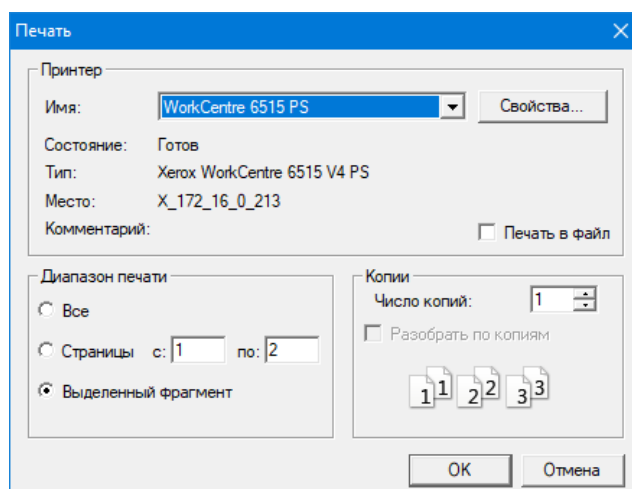 Печать
Принтер
Имя: WorkCentre 6515 PS Свойства...
Состояние: Готов
Тип: Xerox WorkCentre 6515 V4 PS
Место: X_172_16_0_213
Комментарий: Печать в файл
Диапазон печати
Все
Страницы с: 1 по: 2
Выделенный фрагмент
Копии
Число копий: 1
Разобрать по копиям
1 1 2 2 3 3
OK Отмена